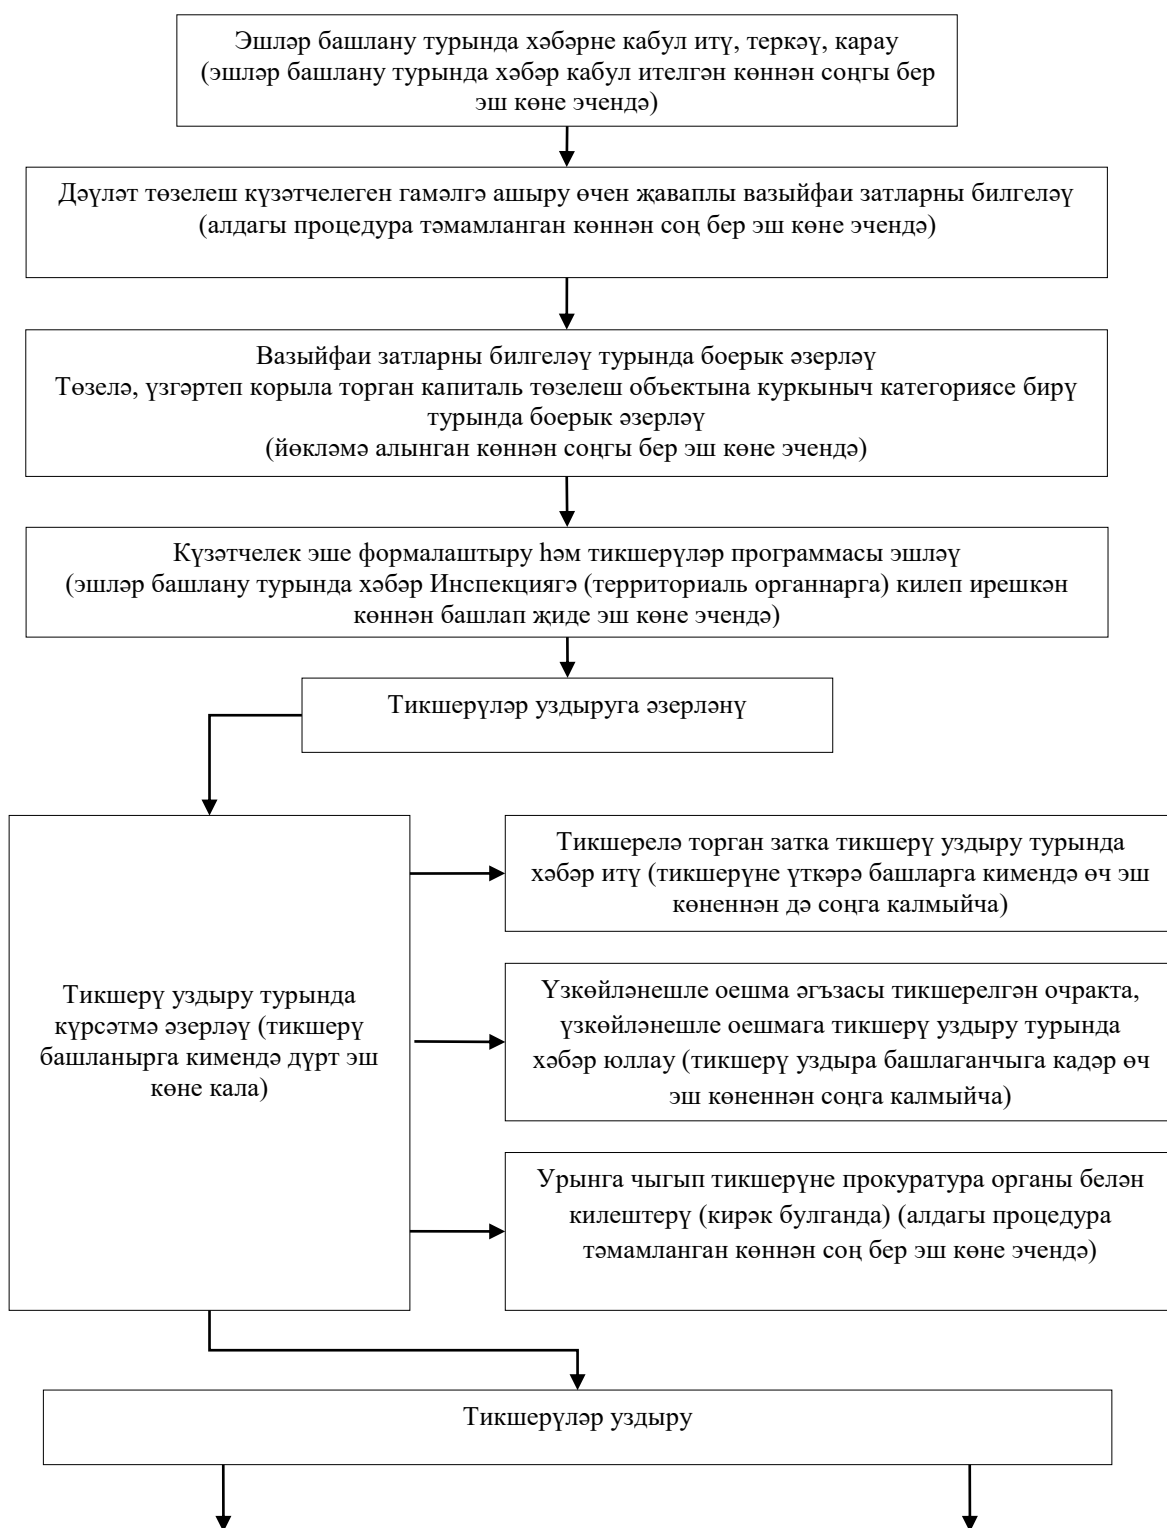 Эшләр башлану турында хәбәрне кабул итү, теркәү, карау
(эшләр башлану турында хәбәр кабул ителгән көннән соңгы бер
эш көне эчендә)
Дәүләт төзелеш күзәтчелеген гамәлгә ашыру өчен җаваплы вазыйфаи затларны билгеләү
(алдагы процедура тәмамланган көннән соң бер эш көне эчендә)
Вазыйфаи затларны билгеләү турында боерык әзерләү
Төзелә, үзгәртеп корыла торган капиталь төзелеш объектына куркыныч категориясе бирү
турында боерык әзерләү
(йөкләмә алынган көннән соңгы бер эш көне эчендә)
Күзәтчелек эше формалаштыру һәм тикшерүләр программасы эшләү
(эшләр башлану турында хәбәр Инспекциягә (территориаль органнарга) килеп ирешкән
көннән башлап җиде эш көне эчендә)
Тикшерүләр уздыруга әзерләнү
Тикшерү уздыру турында
күрсәтмә әзерләү (тикшерү
башланырга кимендә дүрт эш
көне кала)
Тикшерелә торган затка тикшерү уздыру турында
хәбәр итү (тикшерүне үткәрә башларга кимендә өч эш
көненнән дә соңга калмыйча)
Үзкөйләнешле оешма әгъзасы тикшерелгән очракта,
үзкөйләнешле оешмага тикшерү уздыру турында
хәбәр юллау (тикшерү уздыра башлаганчыга кадәр өч
эш көненнән соңга калмыйча)
Урынга чыгып тикшерүне прокуратура органы белән
килештерү (кирәк булганда) (алдагы процедура
тәмамланган көннән соң бер эш көне эчендә)
Тикшерүләр уздыру